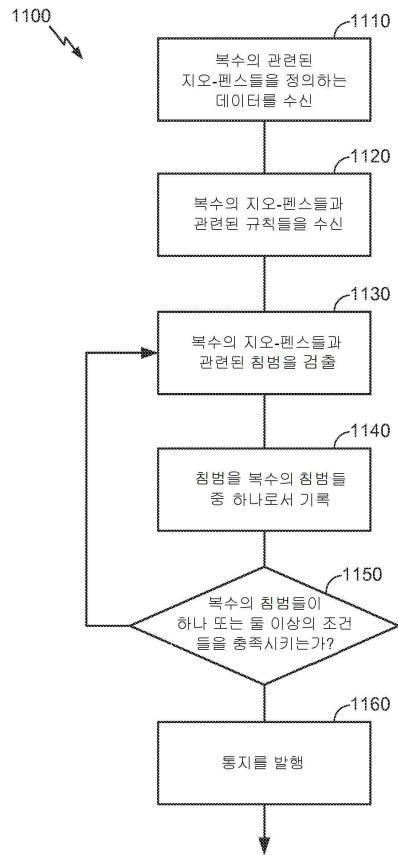 1100
1110
복수의 관련된
지오-펜스들을 정의하는
데이터를 수신
1120
복수의 지오-펜스들과
관련된 규칙들을 수신
1130
복수의 지오-펜스들과
관련된 침범을 검출
1140
침범을 복수의 침범들
중 하나로서 기록
1150
복수의 침범들이
하나 또는 둘 이상의 조건
들을 충족시키는가?
1160
통지를 발행